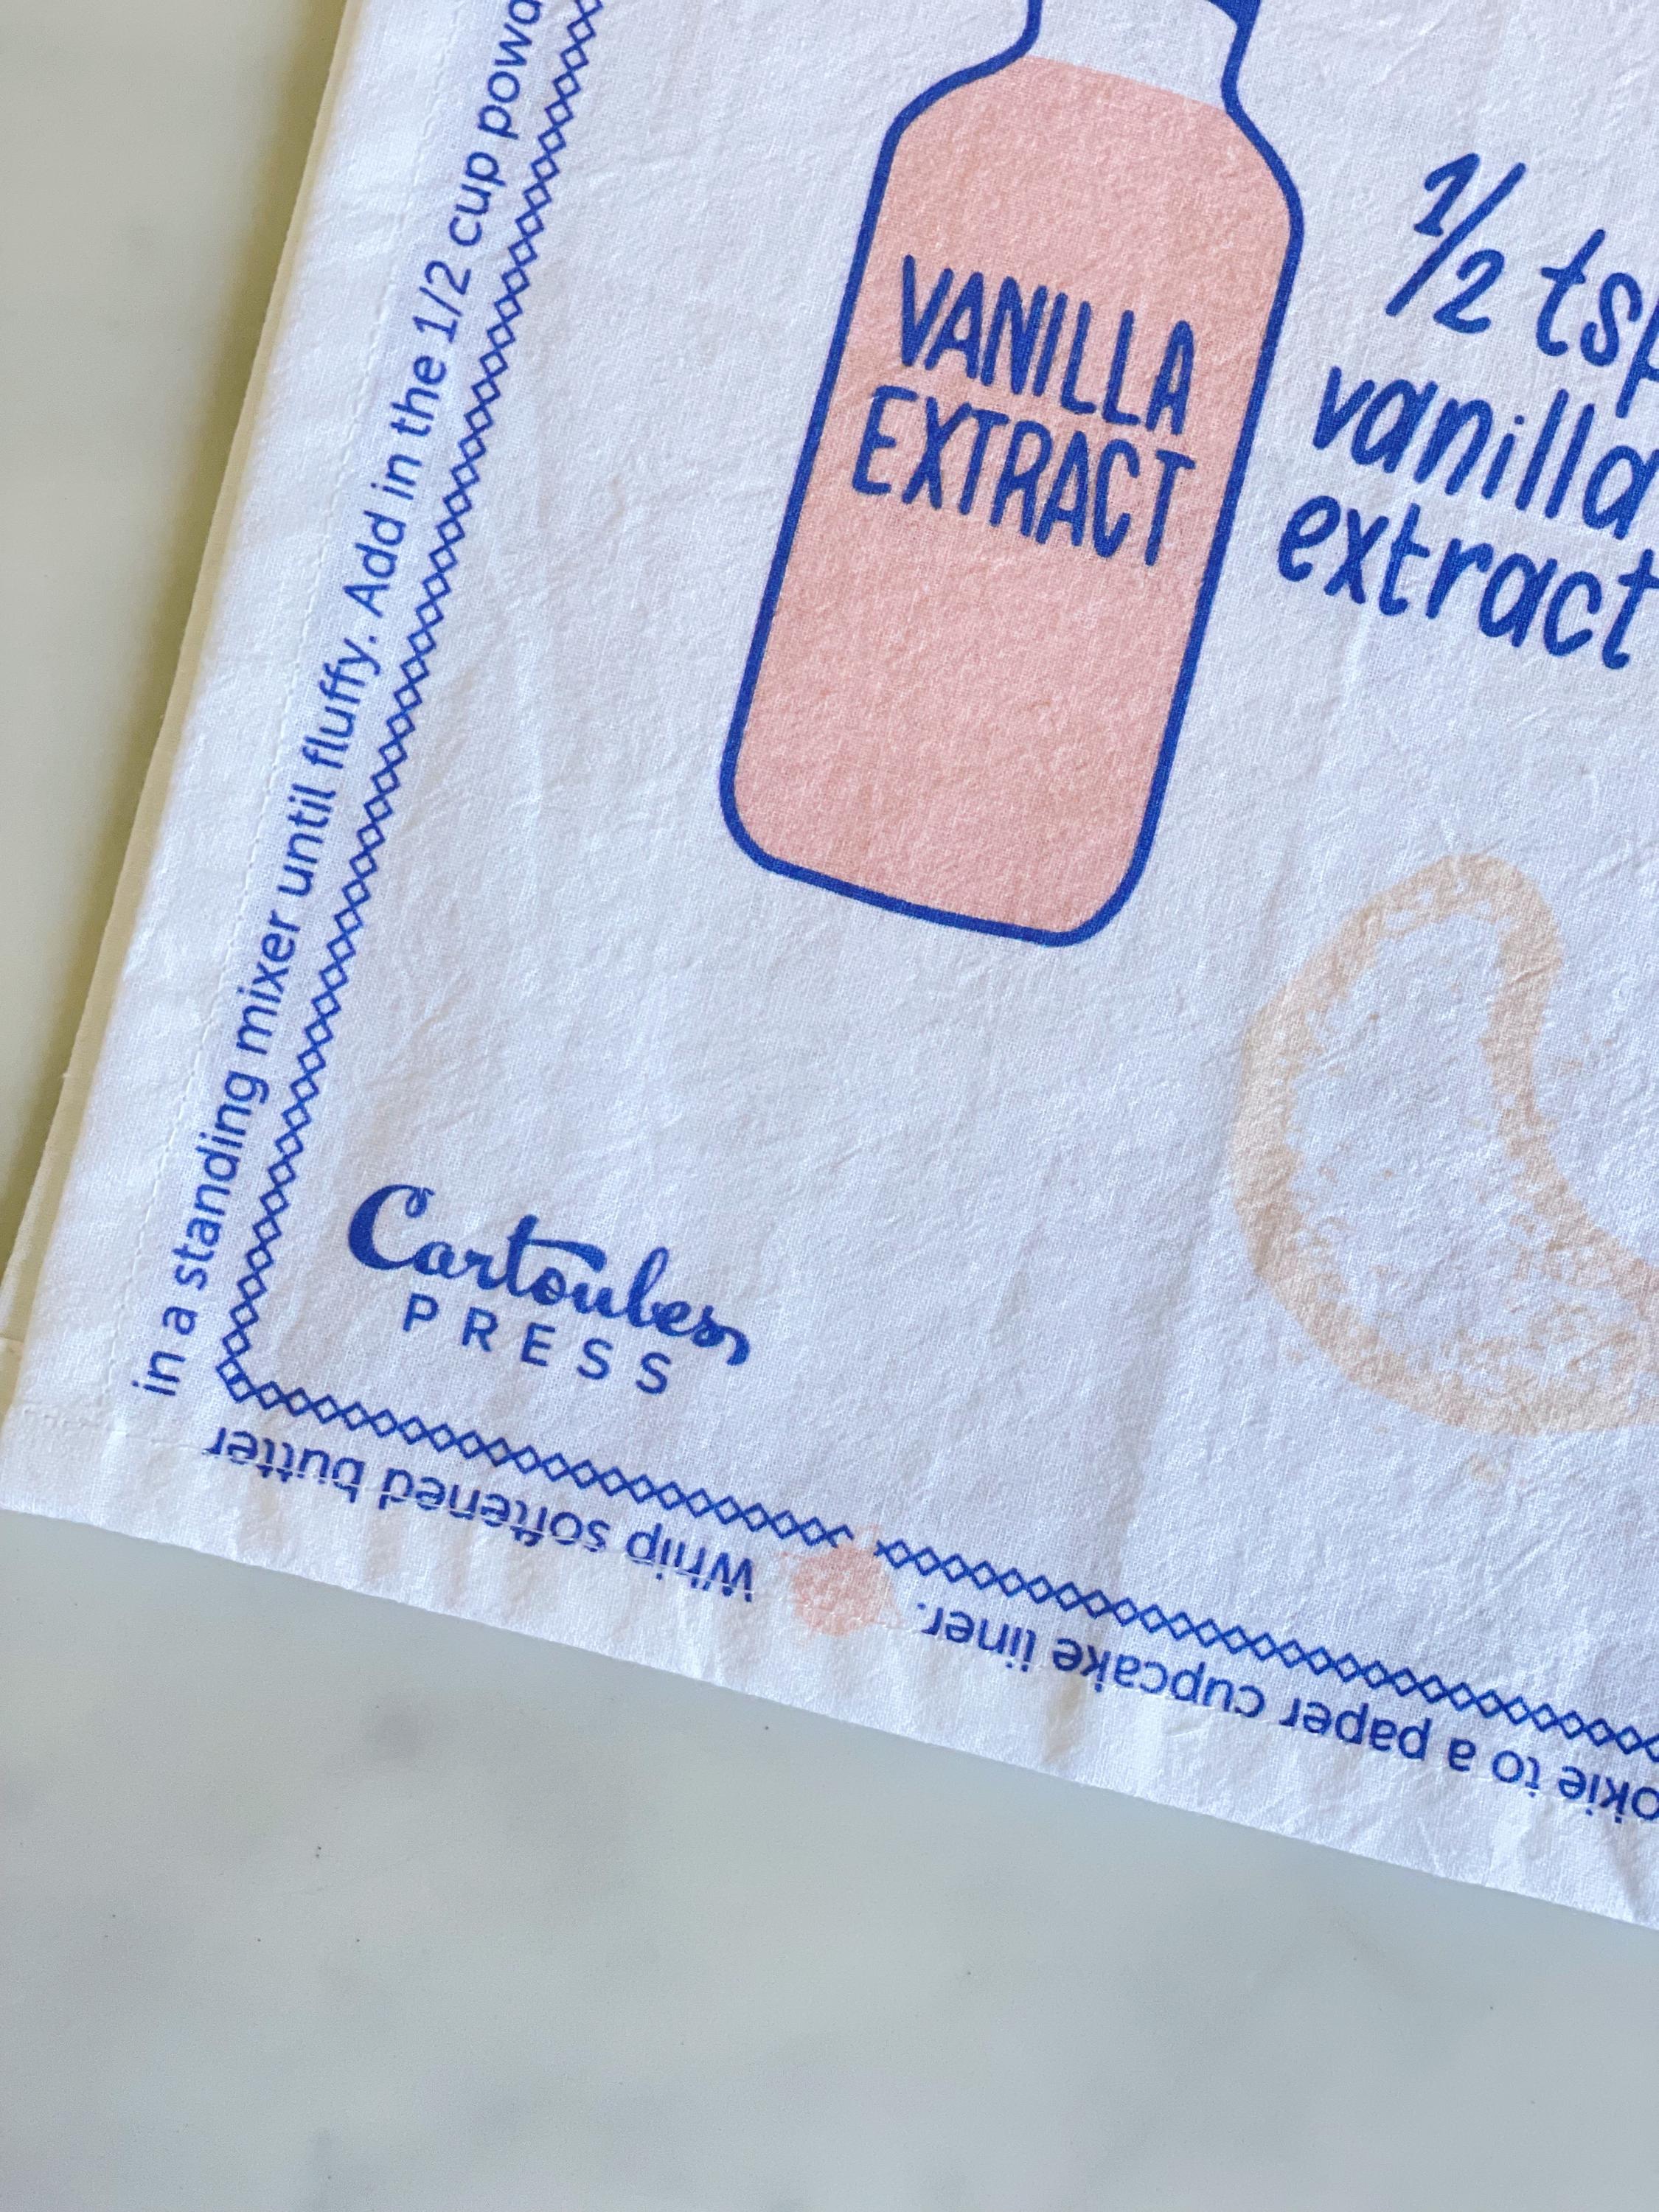 VANILLA
EXTRACT
1/2 tsp
vanilla
extract
Cartoubes
PRESS
Whip softened butter
in a standing mixer until fluffy. Add in the 1/2 cup powd
okie to a paper cupcake liner.